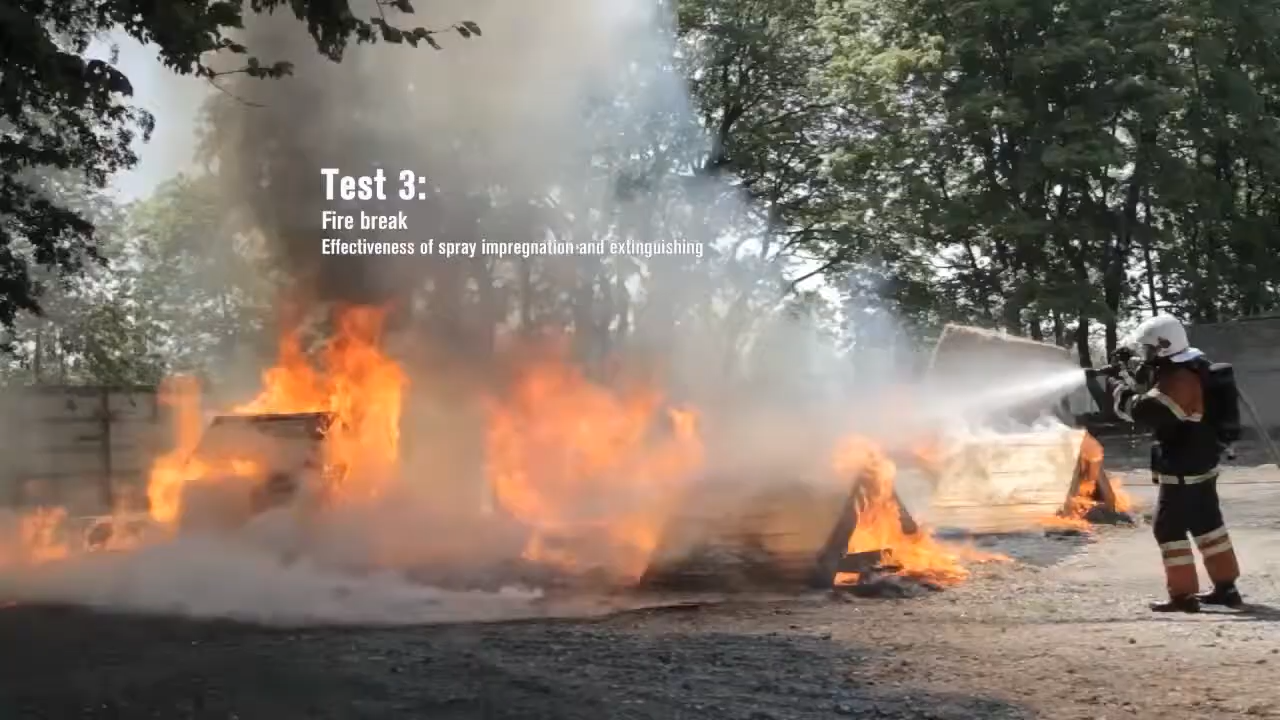 Test 3:
Fire break
Effectiveness of spray impregnation and extinguishing